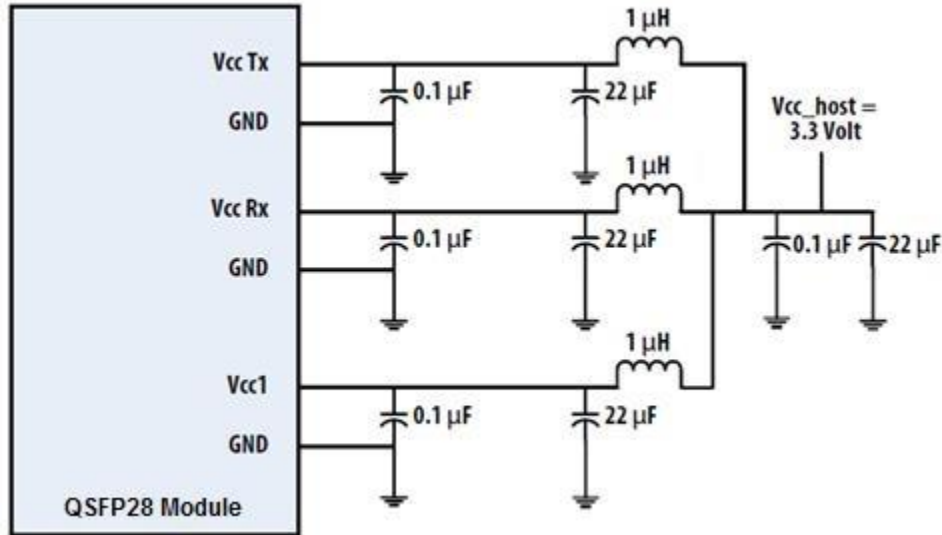 1 μH
Vcc Tx
0.1 μF
22 μF
GND
Vcc_host =
3.3 Volt
1 μH
Vcc Rx
0.1 μF
22 μF
0.1 μF
22 μF
GND
1 μH
Vcc1
0.1 μF
22 μF
GND
QSFP28 Module